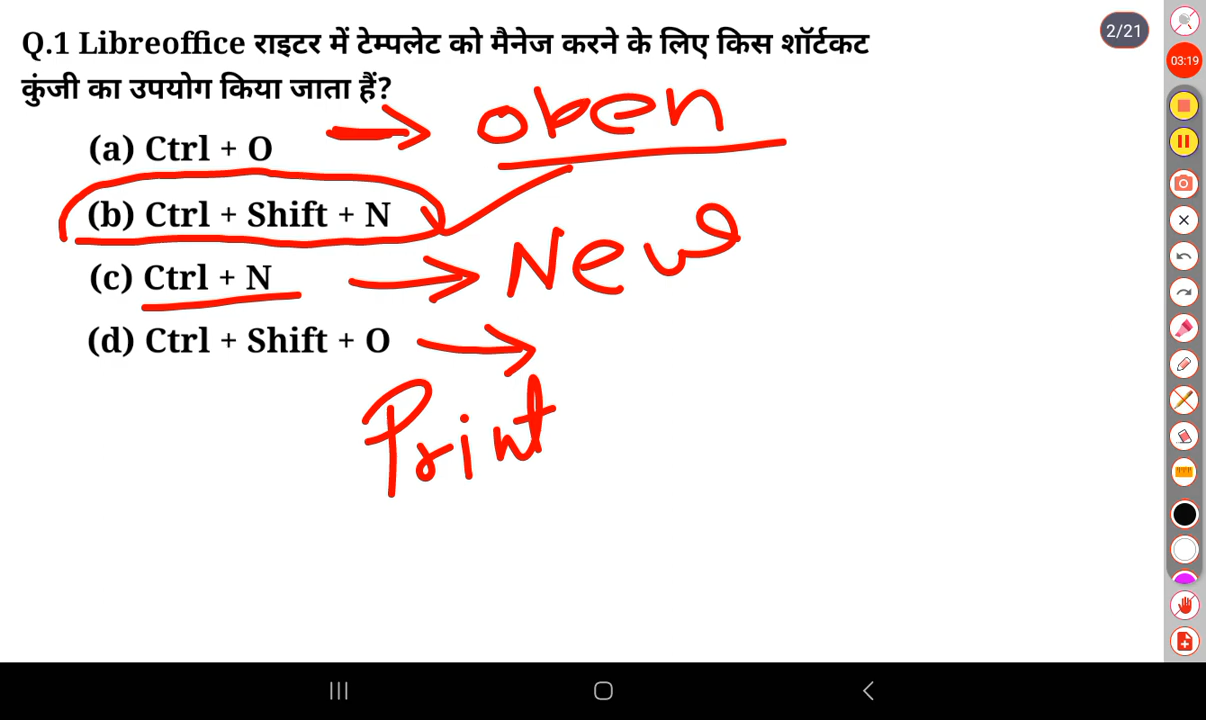 Q.1 Libreoffice राइटर में टेम्पलेट को मैनेज करने के लिए किस शॉर्टकट
कुंजी का उपयोग किया जाता हैं?
(a) Ctrl + O open
(b) Ctrl + Shift + N
(c) Ctrl + N New
(d) Ctrl + Shift + O
Print
2/21
03:19